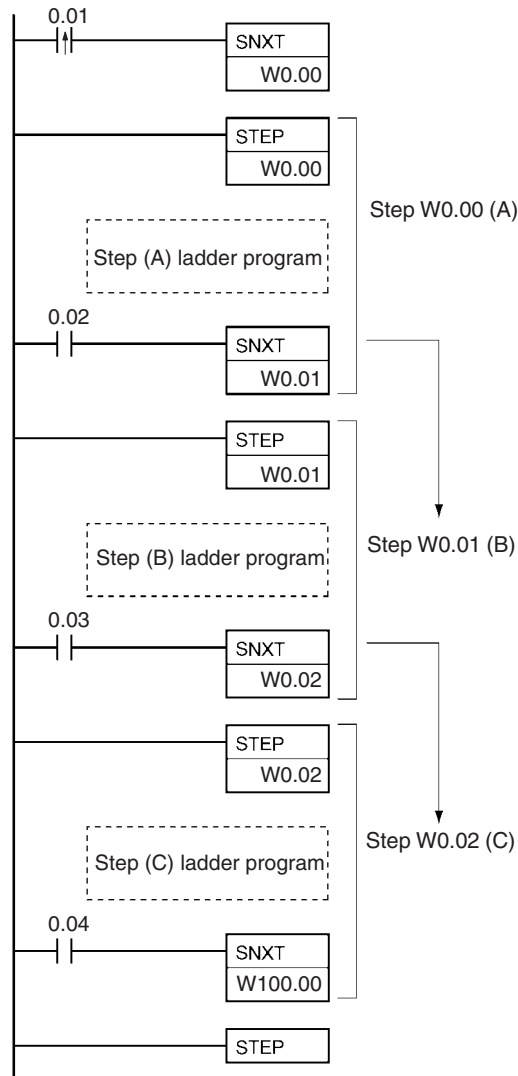 0.01
SNXT
W0.00
STEP
W0.00
Step W0.00 (A)
Step (A) ladder program
0.02
SNXT
W0.01
STEP
W0.01
Step W0.01 (B)
Step (B) ladder program
0.03
SNXT
W0.02
STEP
W0.02
Step W0.02 (C)
Step (C) ladder program
0.04
SNXT
W100.00
STEP